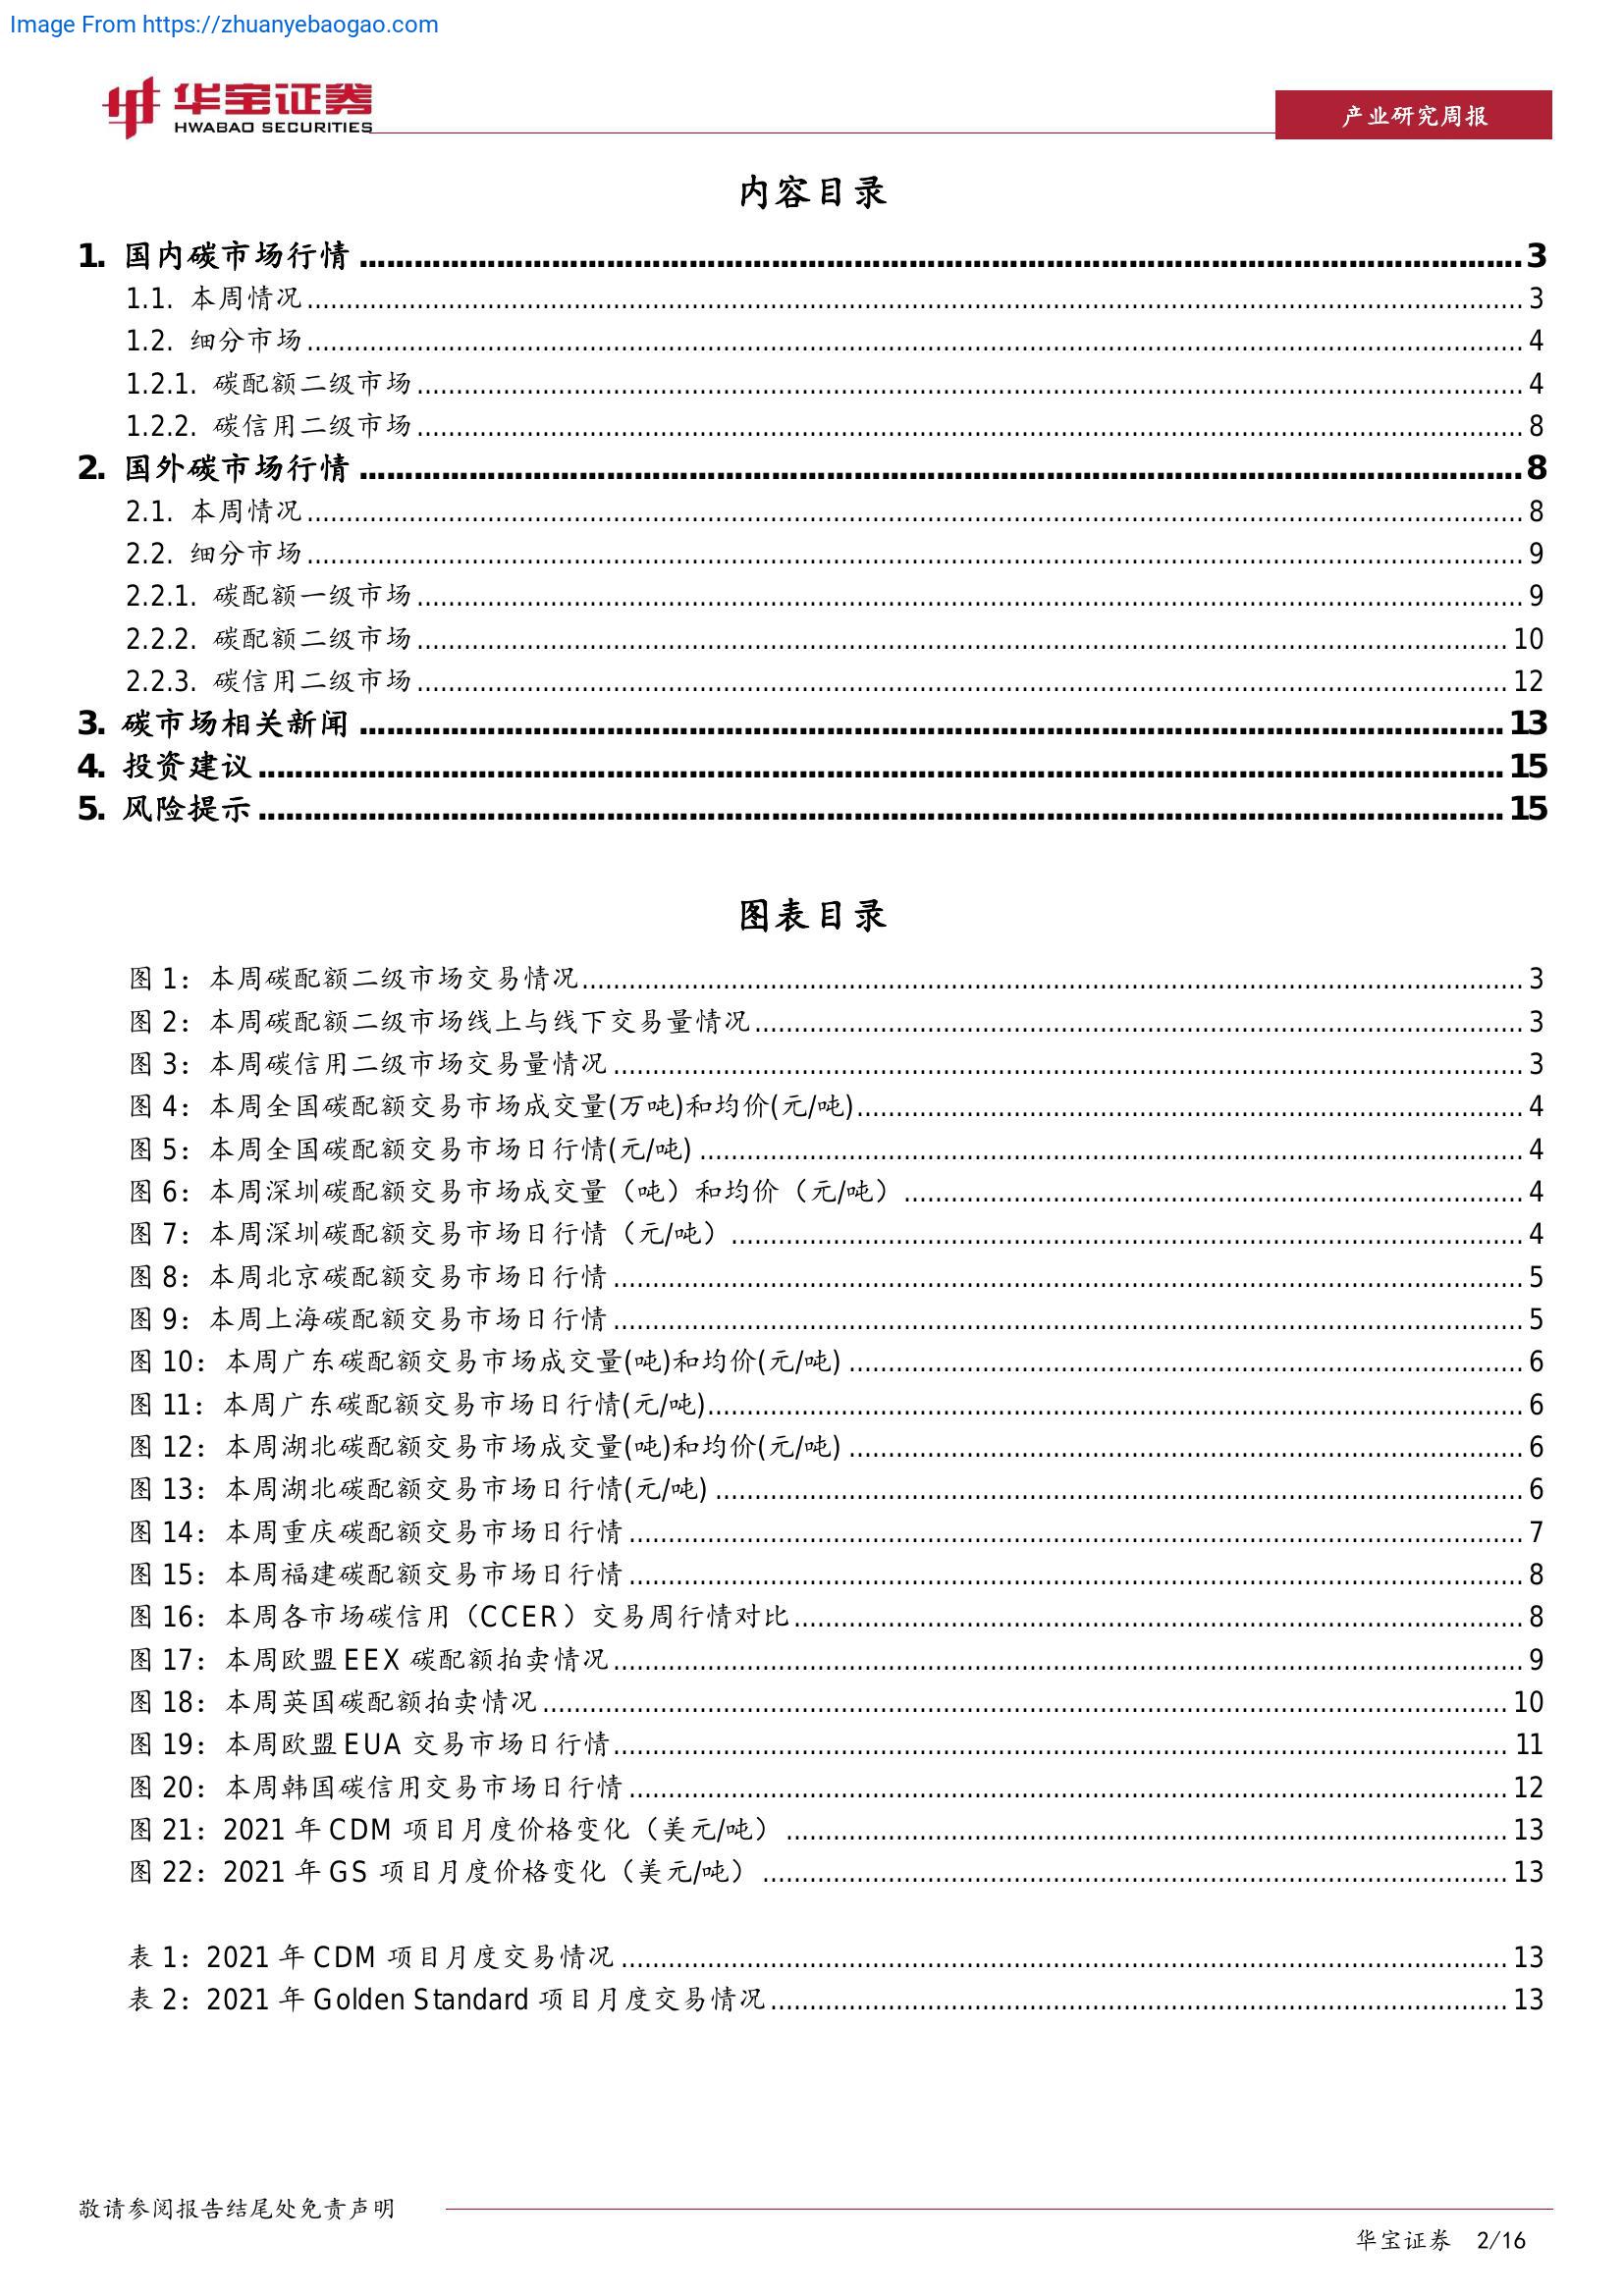 Image From https://zhuanyebaogao.com
华宝证券
HWABAO SECURITIES
产业研究周报
内容目录
1. 国内碳市场行情 3
1.1. 本周情况 3
1.2. 细分市场 4
1.2.1. 碳配额二级市场 4
1.2.2. 碳信用二级市场 8
2. 国外碳市场行情 8
2.1. 本周情况 8
2.2. 细分市场 9
2.2.1. 碳配额一级市场 9
2.2.2. 碳配额二级市场 10
2.2.3. 碳信用二级市场 12
3. 碳市场相关新闻 13
4. 投资建议 15
5. 风险提示 15
图表目录
图 1：本周碳配额二级市场交易情况 3
图 2：本周碳配额二级市场线上与线下交易量情况 3
图 3：本周碳信用二级市场交易量情况 3
图 4：本周全国碳配额交易市场成交量(万吨)和均价(元/吨) 4
图 5：本周全国碳配额交易市场日行情(元/吨) 4
图 6：本周深圳碳配额交易市场成交量（吨）和均价（元/吨） 4
图 7：本周深圳碳配额交易市场日行情（元/吨） 4
图 8：本周北京碳配额交易市场日行情 5
图 9：本周上海碳配额交易市场日行情 5
图 10：本周广东碳配额交易市场成交量(吨)和均价(元/吨) 6
图 11：本周广东碳配额交易市场日行情(元/吨) 6
图 12：本周湖北碳配额交易市场成交量(吨)和均价(元/吨) 6
图 13：本周湖北碳配额交易市场日行情(元/吨) 6
图 14：本周重庆碳配额交易市场日行情 7
图 15：本周福建碳配额交易市场日行情 8
图 16：本周各市场碳信用（CCER）交易周行情对比 8
图 17：本周欧盟 EEX 碳配额拍卖情况 9
图 18：本周英国碳配额拍卖情况 10
图 19：本周欧盟 EUA 交易市场日行情 11
图 20：本周韩国碳信用交易市场日行情 12
图 21：2021 年 CDM 项目月度价格变化（美元/吨） 13
图 22：2021 年 GS 项目月度价格变化（美元/吨） 13
表 1：2021 年 CDM 项目月度交易情况 13
表 2：2021 年 Golden Standard 项目月度交易情况 13
敬请参阅报告结尾处免责声明
华宝证券 2/16